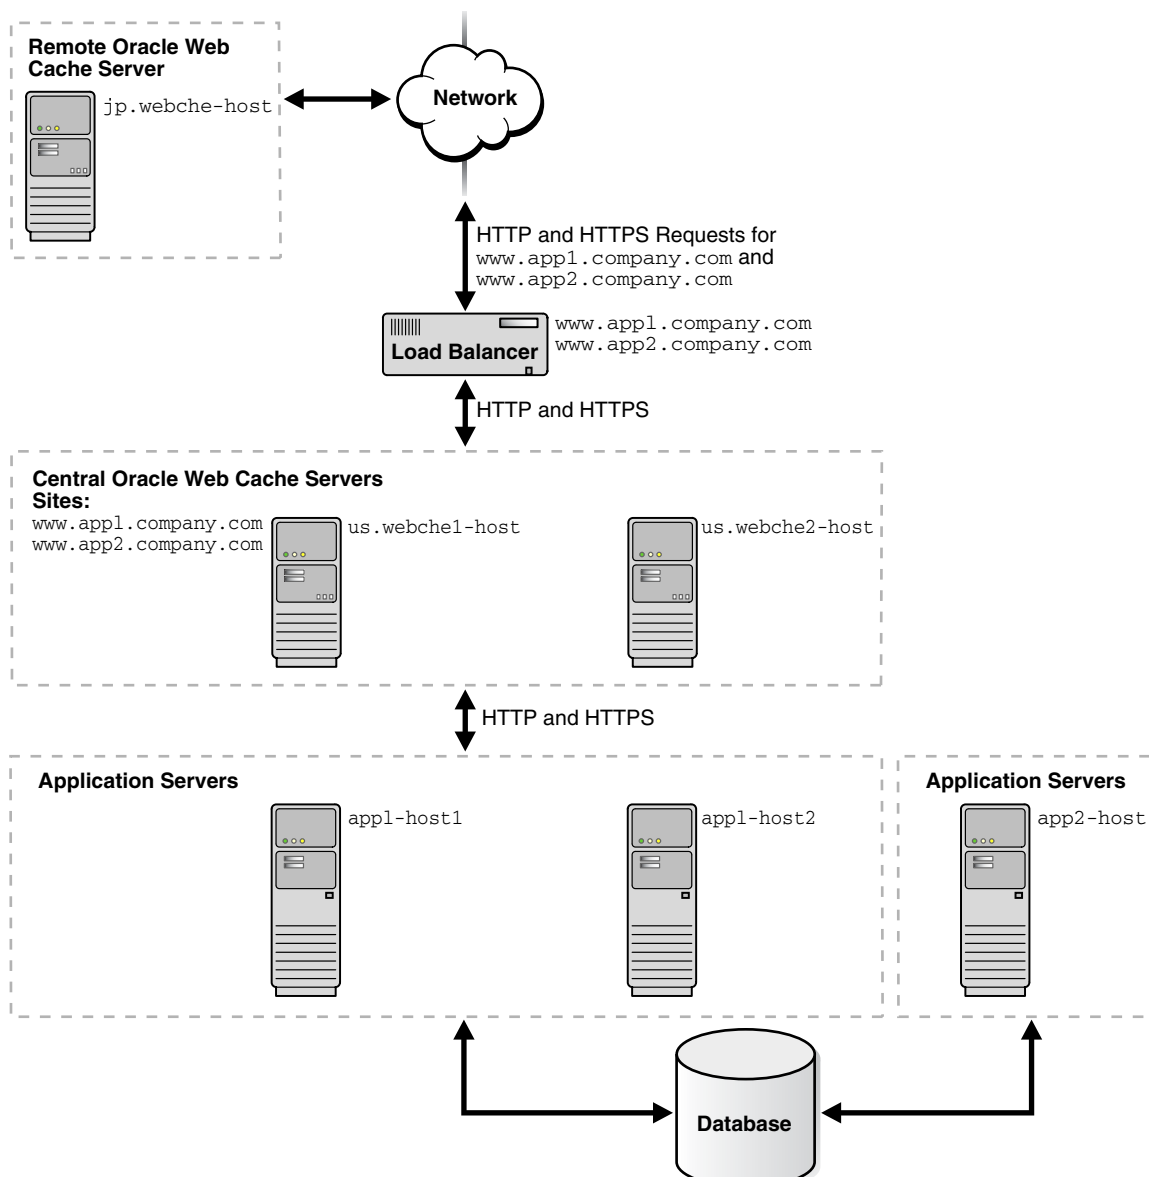 Remote Oracle Web
Cache Server
jp.webche-host
Network
HTTP and HTTPS Requests for
www.app1.company.com and
www.app2.company.com
www.app1.company.com
www.app2.company.com
Load Balancer
HTTP and HTTPS
Central Oracle Web Cache Servers
Sites:
www.app1.company.com
www.app2.company.com
us.webche1-host
us.webche2-host
HTTP and HTTPS
Application Servers
app1-host1
app1-host2
Application Servers
app2-host
Database